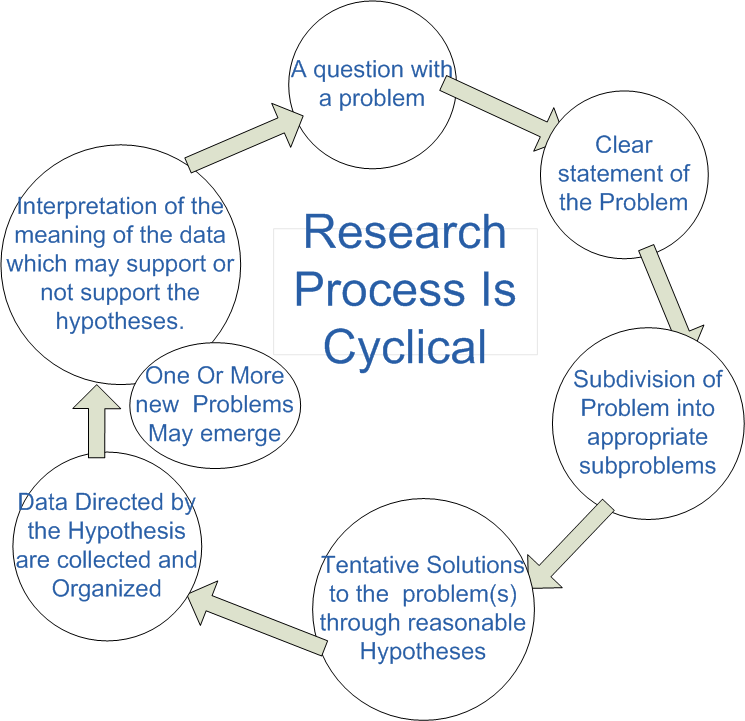 A question with
a problem
Clear
statement of
the Problem
Subdivision of
Problem into
appropriate
subproblems
Tentative Solutions
to the problem(s)
through reasonable
Hypotheses
Data Directed by
the Hypothesis
are collected and
Organized
Interpretation of the
meaning of the data
which may support or
not support the
hypotheses.
One Or More
new Problems
May emerge
Research
Process Is
Cyclical